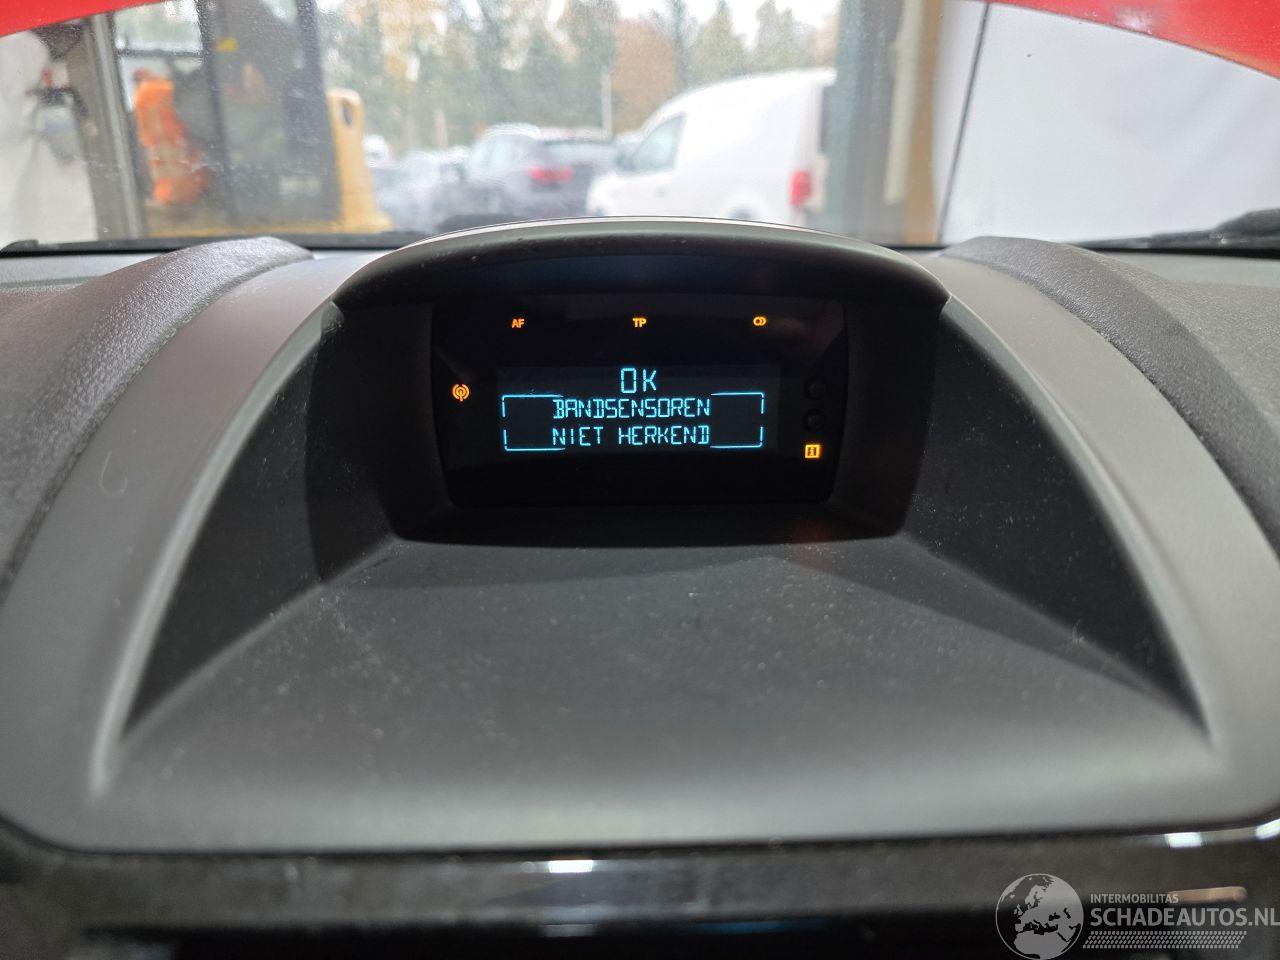 AF TP
OK
BANDSENSOREN
NIET HERKEND
INTERMOBILITAS
SCHADEAUTOS.NL